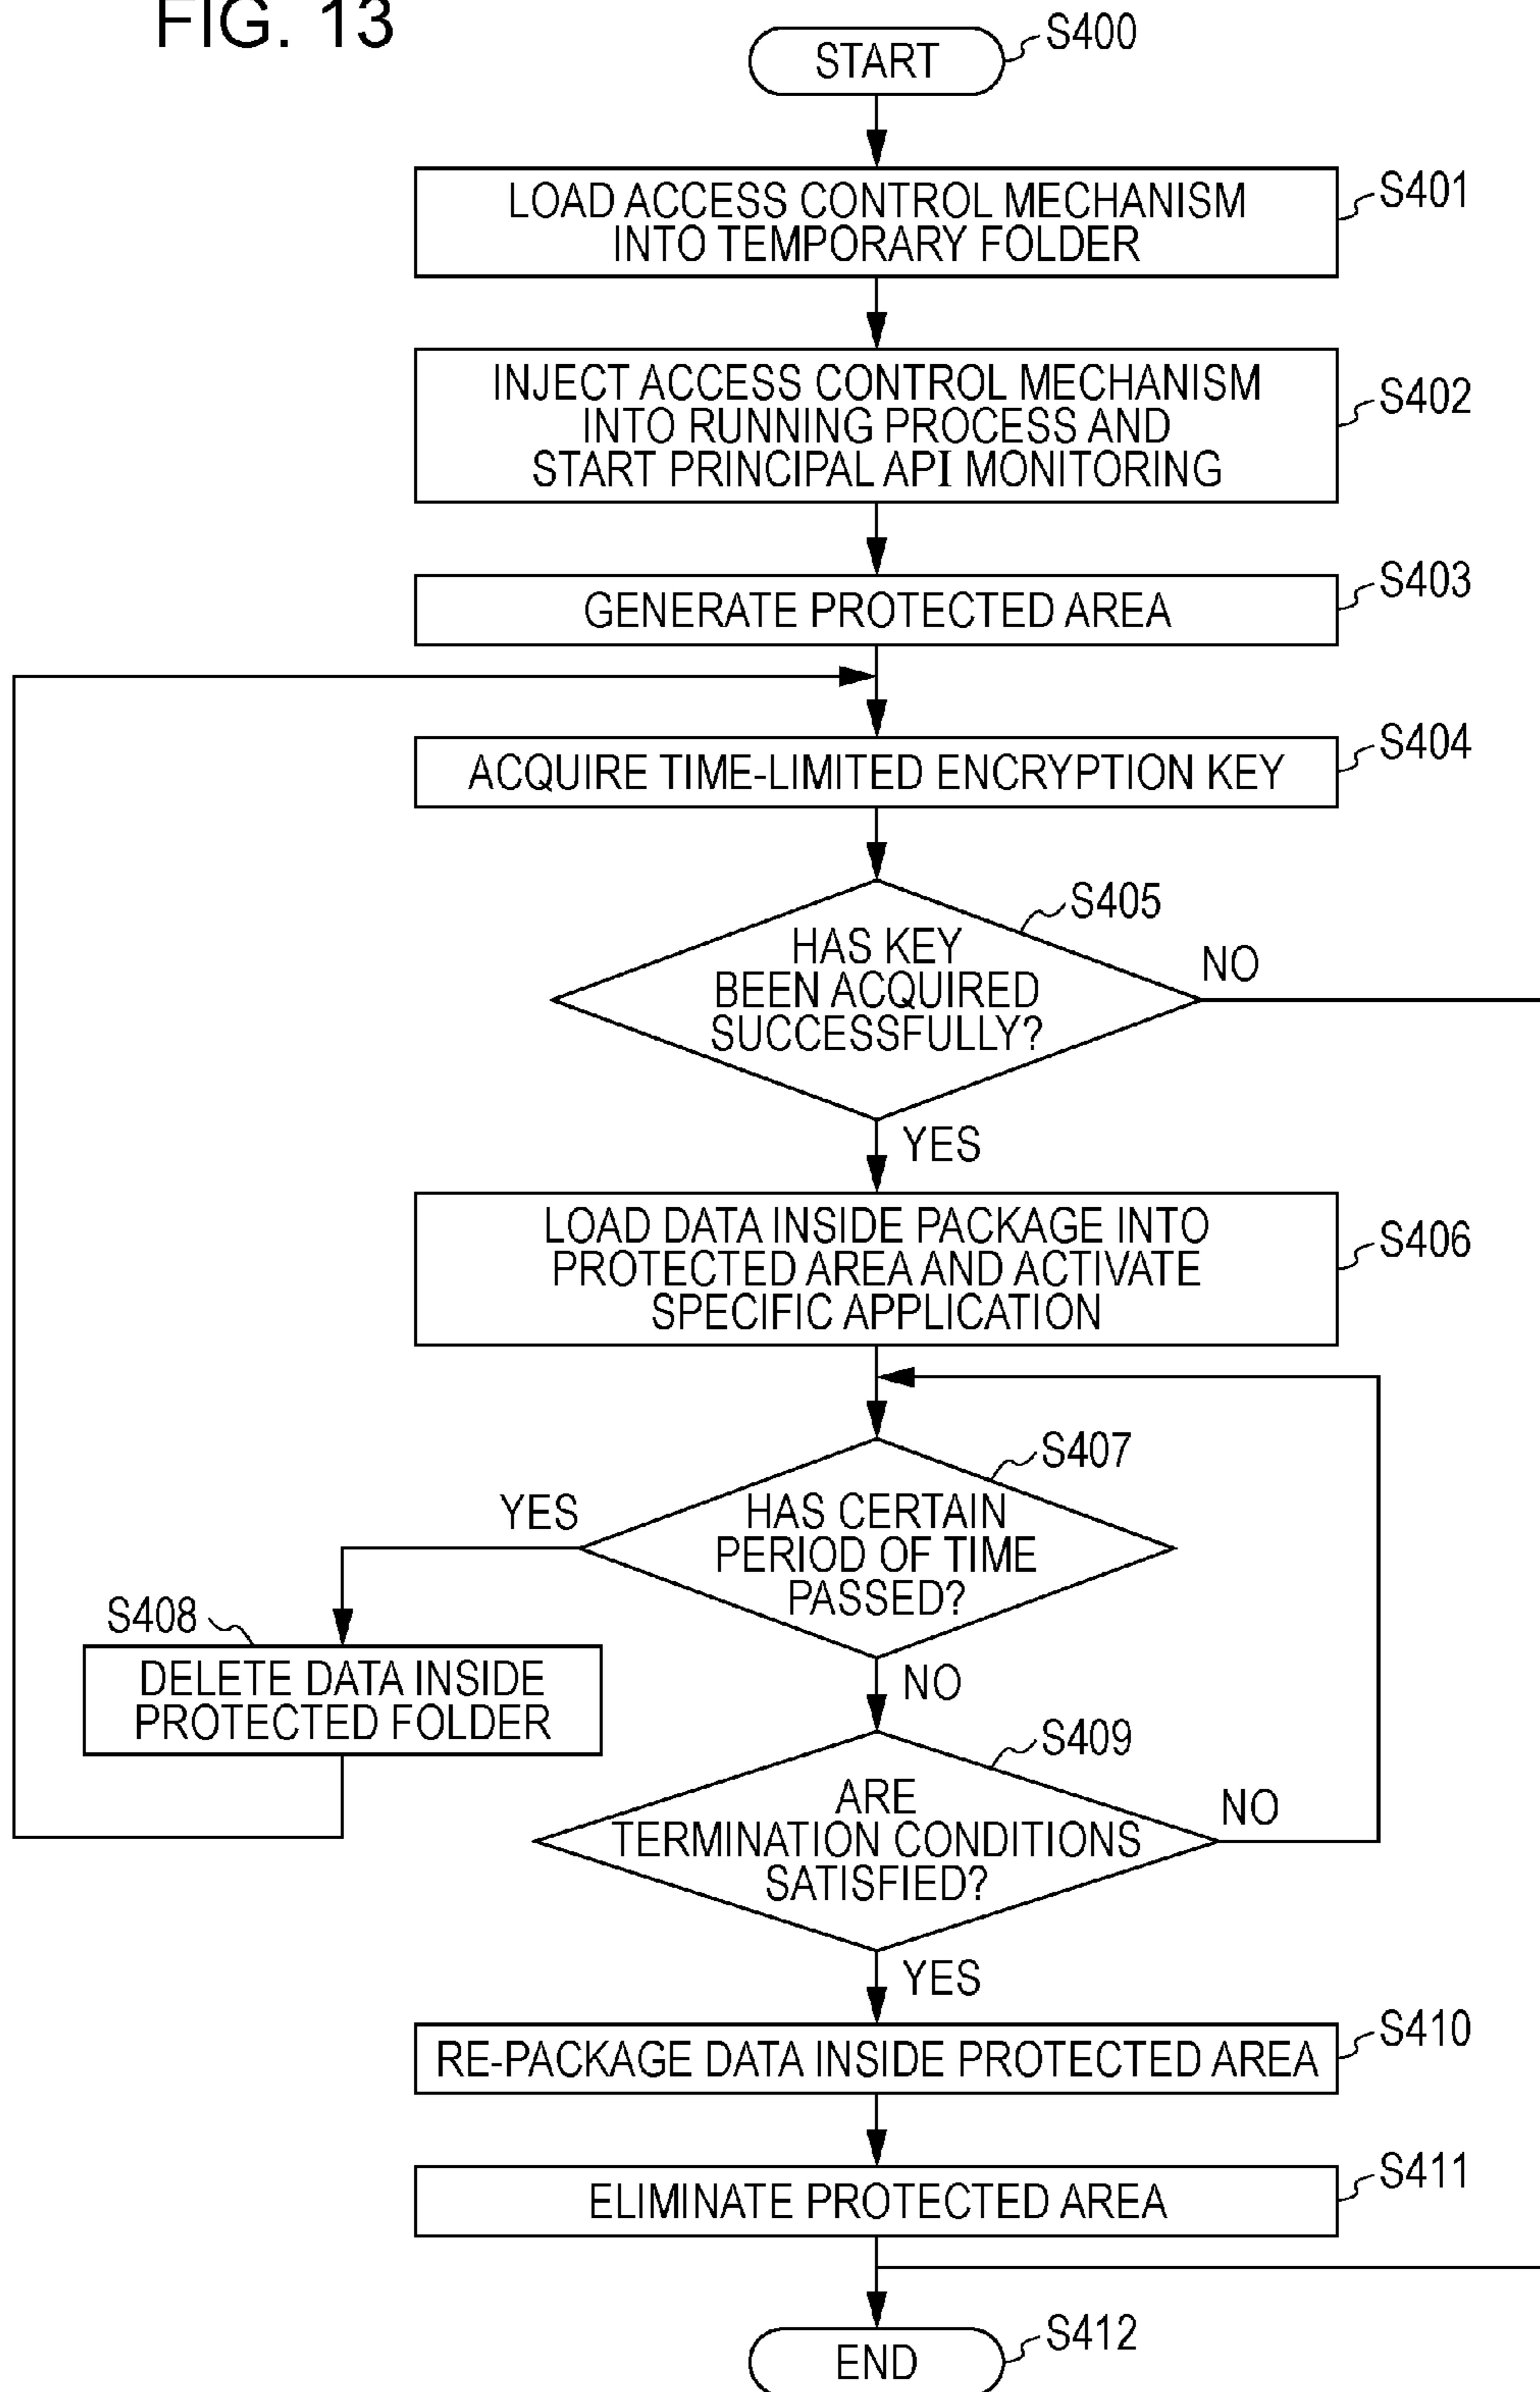 FIG. 13
START
S400
LOAD ACCESS CONTROL MECHANISM
INTO TEMPORARY FOLDER
S401
INJECT ACCESS CONTROL MECHANISM
INTO RUNNING PROCESS AND
START PRINCIPAL API MONITORING
S402
GENERATE PROTECTED AREA
S403
ACQUIRE TIME-LIMITED ENCRYPTION KEY
S404
S405
HAS KEY
BEEN ACQUIRED
SUCCESSFULLY?
NO
YES
LOAD DATA INSIDE PACKAGE INTO
PROTECTED AREA AND ACTIVATE
SPECIFIC APPLICATION
S406
S407
HAS CERTAIN
PERIOD OF TIME
PASSED?
YES
S408
DELETE DATA INSIDE
PROTECTED FOLDER
NO
S409
ARE
TERMINATION CONDITIONS
SATISFIED?
NO
YES
RE-PACKAGE DATA INSIDE PROTECTED AREA
S410
ELIMINATE PROTECTED AREA
S411
END
S412